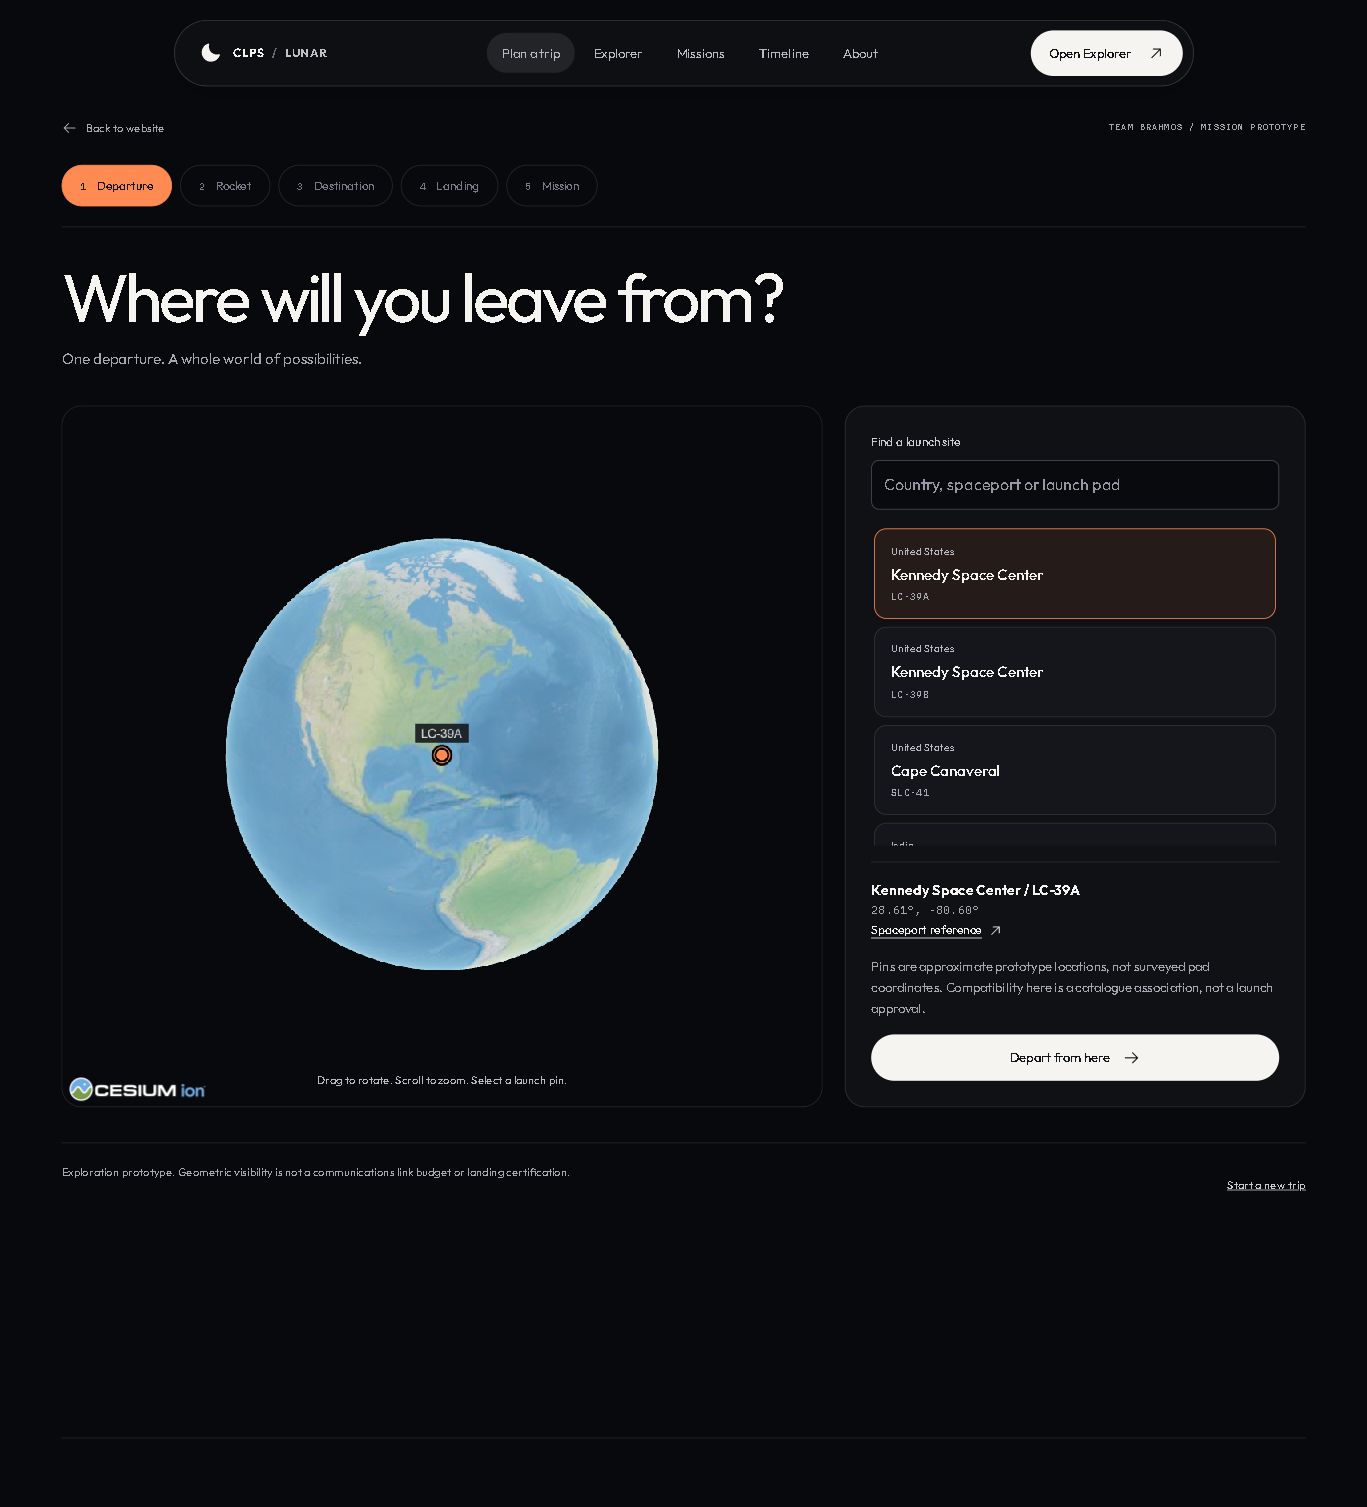 CLPS / LUNAR
Plan a trip
Explorer
Missions
Timeline
About
Open Explorer
Back to website
TEAM BRAHMOS / MISSION PROTOTYPE
1 Departure
2 Rocket
3 Destination
4 Landing
5 Mission
Where will you leave from?
One departure. A whole world of possibilities.
LC-39A
CESIUM ion
Drag to rotate. Scroll to zoom. Select a launch pin.
Find a launch site
Country, spaceport or launch pad
United States
Kennedy Space Center
LC-39A
United States
Kennedy Space Center
LC-39B
United States
Cape Canaveral
SLC-41
India
Kennedy Space Center / LC-39A
28.61°, -80.60°
Spaceport reference
Pins are approximate prototype locations, not surveyed pad
coordinates. Compatibility here is a catalogue association, not a launch
approval.
Depart from here
Exploration prototype. Geometric visibility is not a communications link budget or landing certification.
Start a new trip